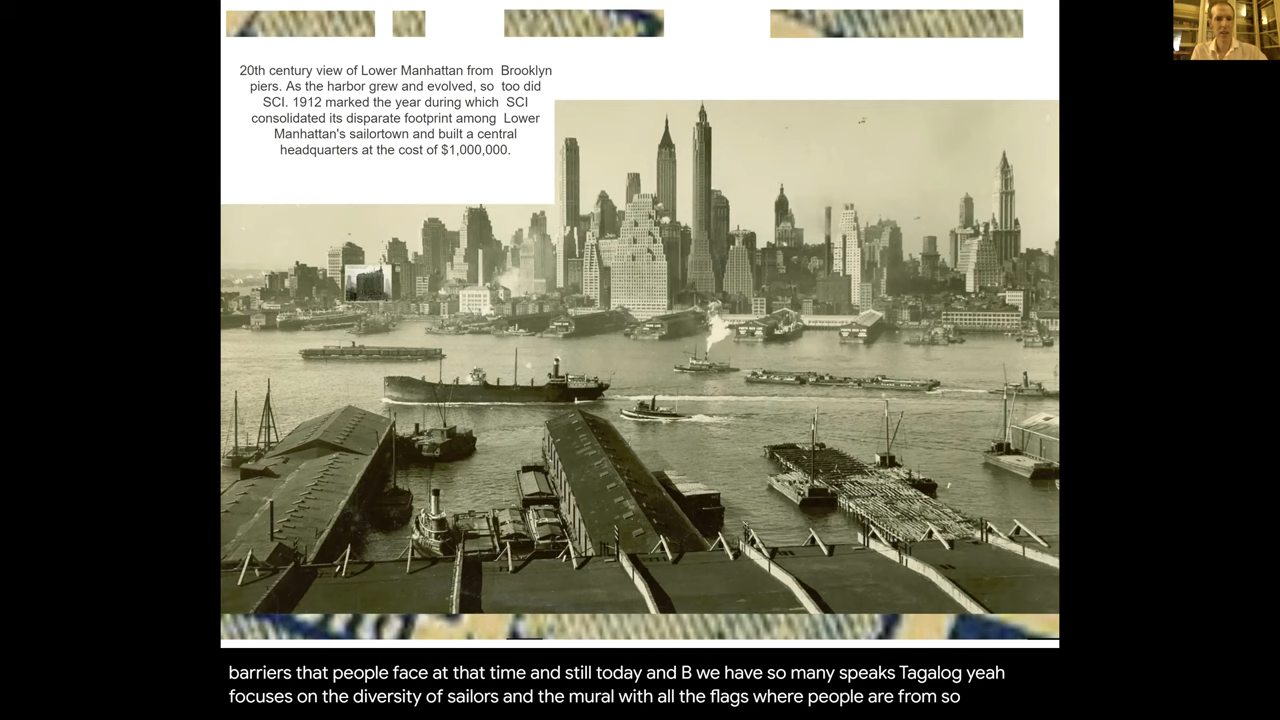 20th century view of Lower Manhattan from Brooklyn
piers. As the harbor grew and evolved, so too did
SCI. 1912 marked the year during which SCI
consolidated its disparate footprint among Lower
Manhattan's sailortown and built a central
headquarters at the cost of $1,000,000.
barriers that people face at that time and still today and B we have so many speaks Tagalog yeah
focuses on the diversity of sailors and the mural with all the flags where people are from so